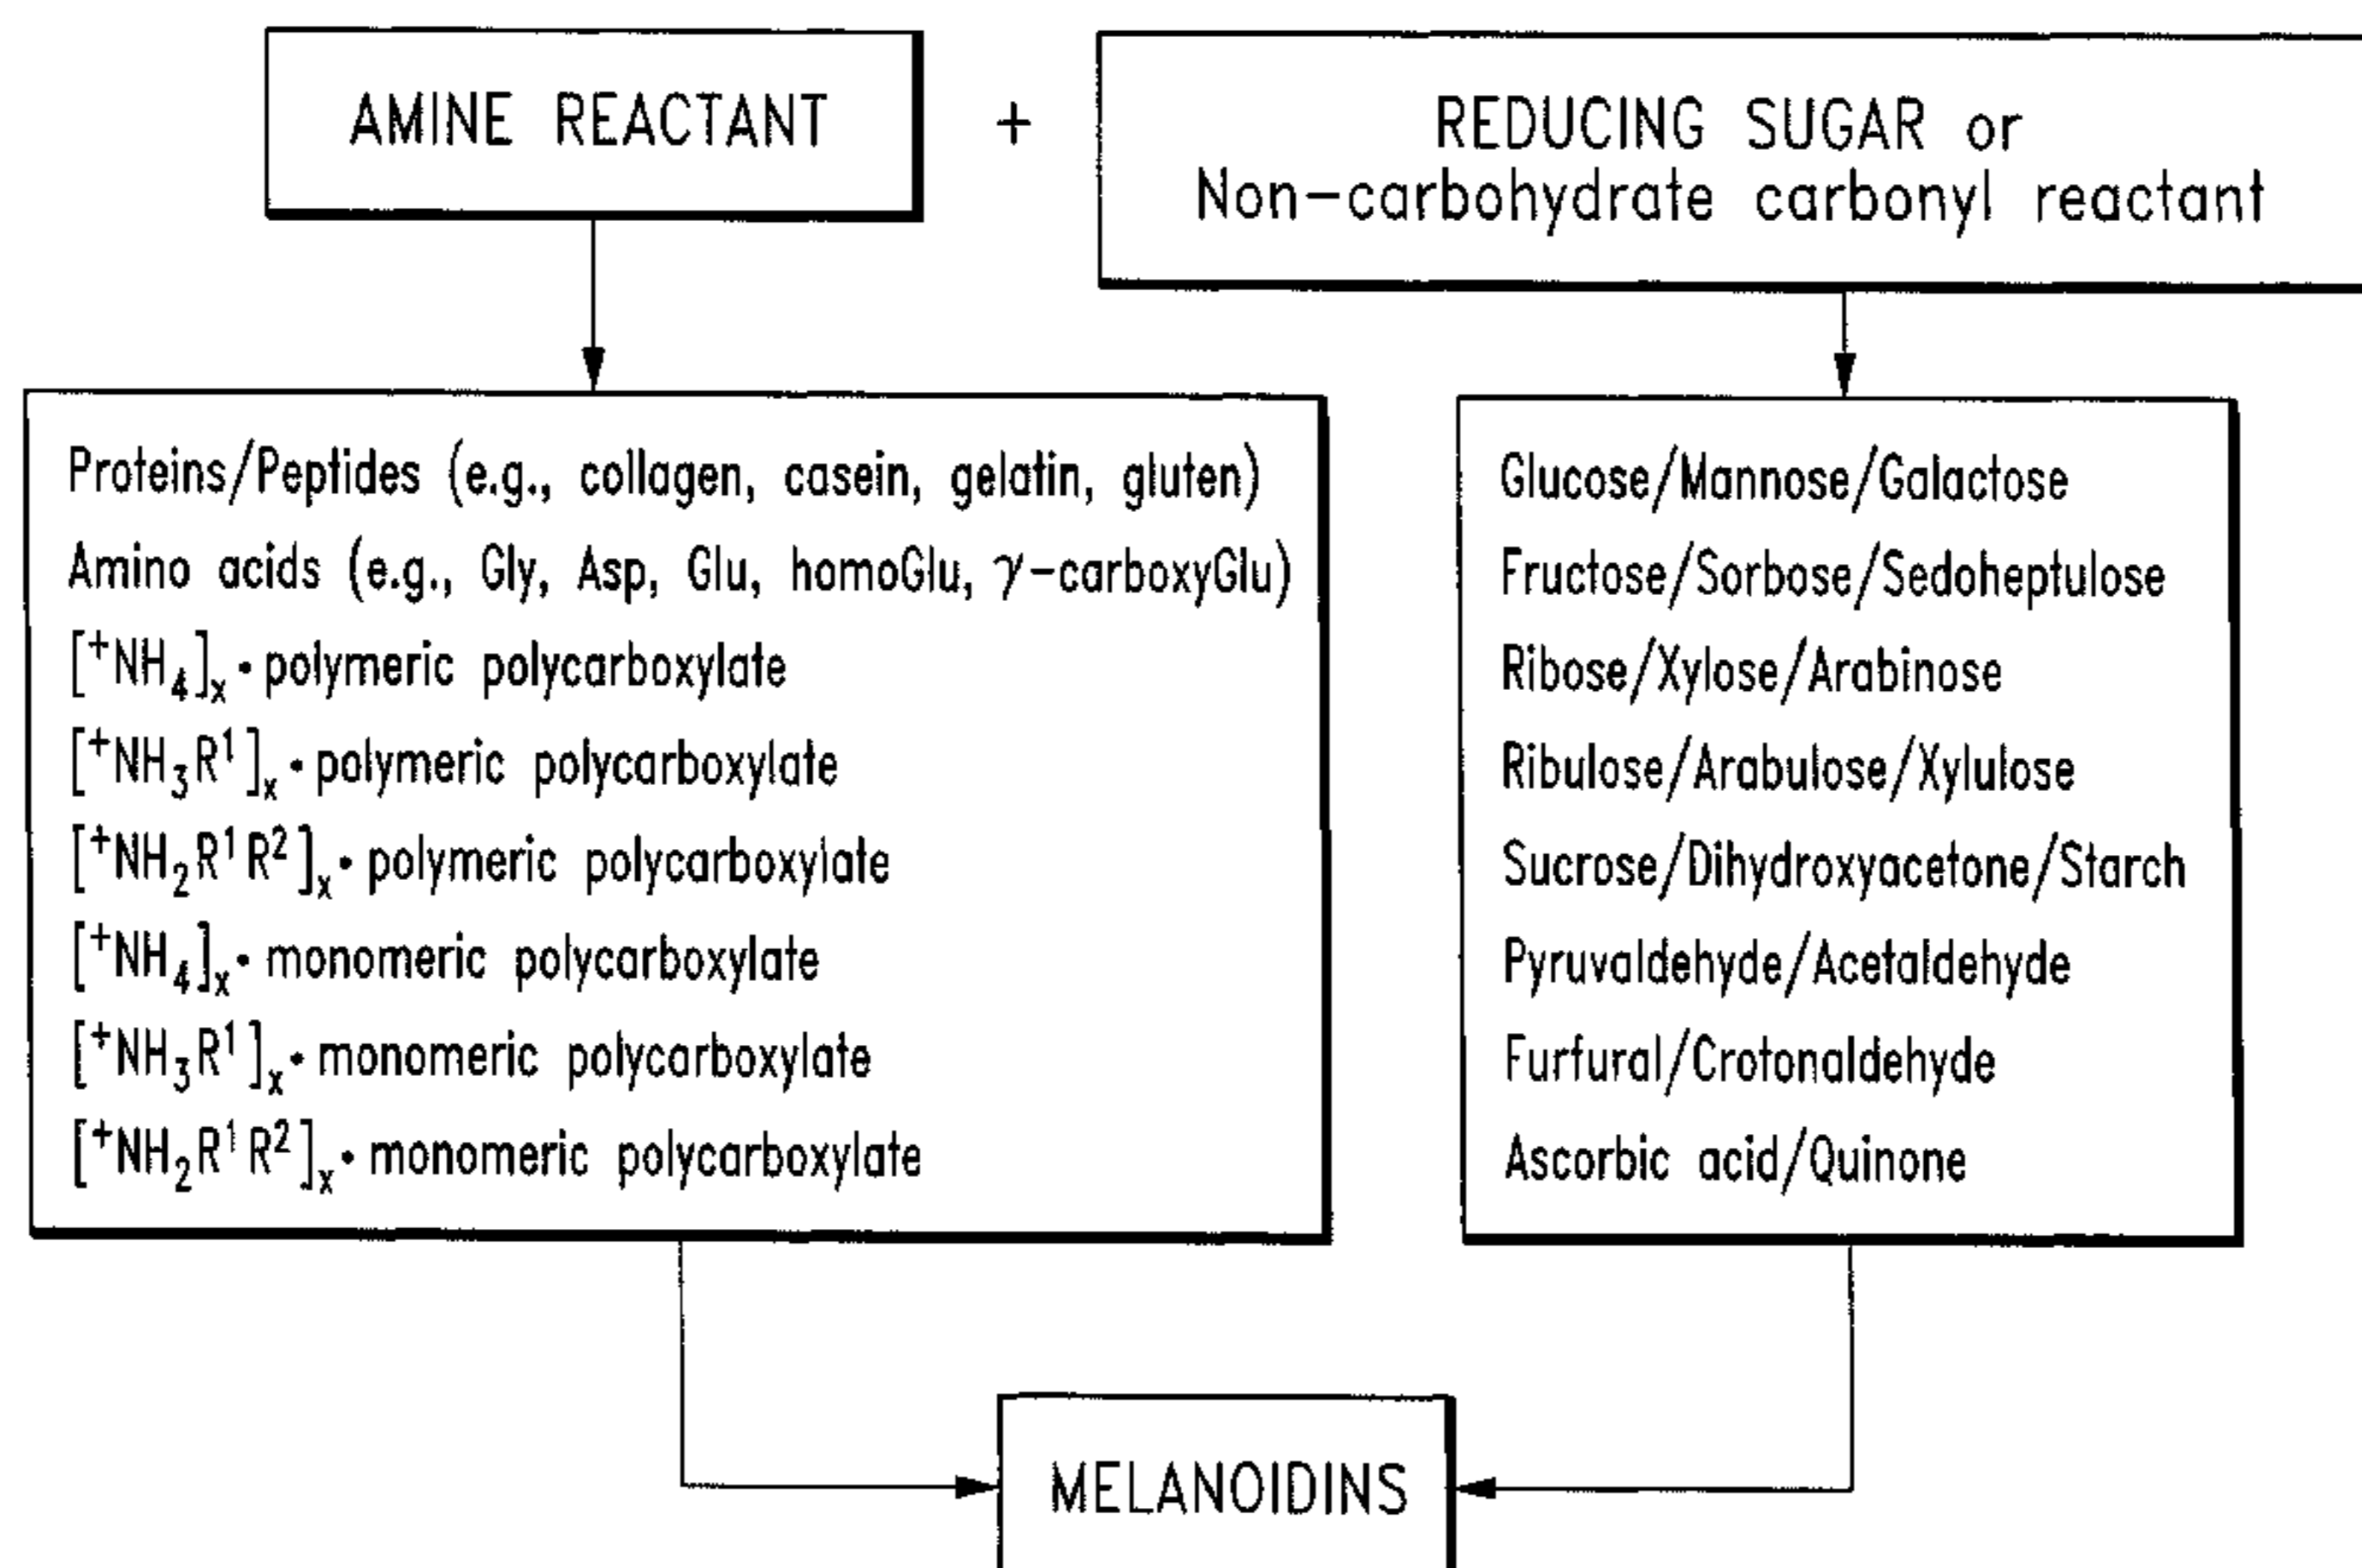 AMINE REACTANT
+
REDUCING SUGAR or
Non-carbohydrate carbonyl reactant
Proteins/Peptides (e.g., collagen, casein, gelatin, gluten)
Amino acids (e.g., Gly, Asp, Glu, homoGlu, γ-carboxyGlu)
[⁺NH₄]ₓ• polymeric polycarboxylate
[⁺NH₃R¹]ₓ• polymeric polycarboxylate
[⁺NH₂R¹R²]ₓ• polymeric polycarboxylate
[⁺NH₄]ₓ• monomeric polycarboxylate
[⁺NH₃R¹]ₓ• monomeric polycarboxylate
[⁺NH₂R¹R²]ₓ• monomeric polycarboxylate
Glucose/Mannose/Galactose
Fructose/Sorbose/Sedoheptulose
Ribose/Xylose/Arabinose
Ribulose/Arabulose/Xylulose
Sucrose/Dihydroxyacetone/Starch
Pyruvaldehyde/Acetaldehyde
Furfural/Crotonaldehyde
Ascorbic acid/Quinone
MELANOIDINS